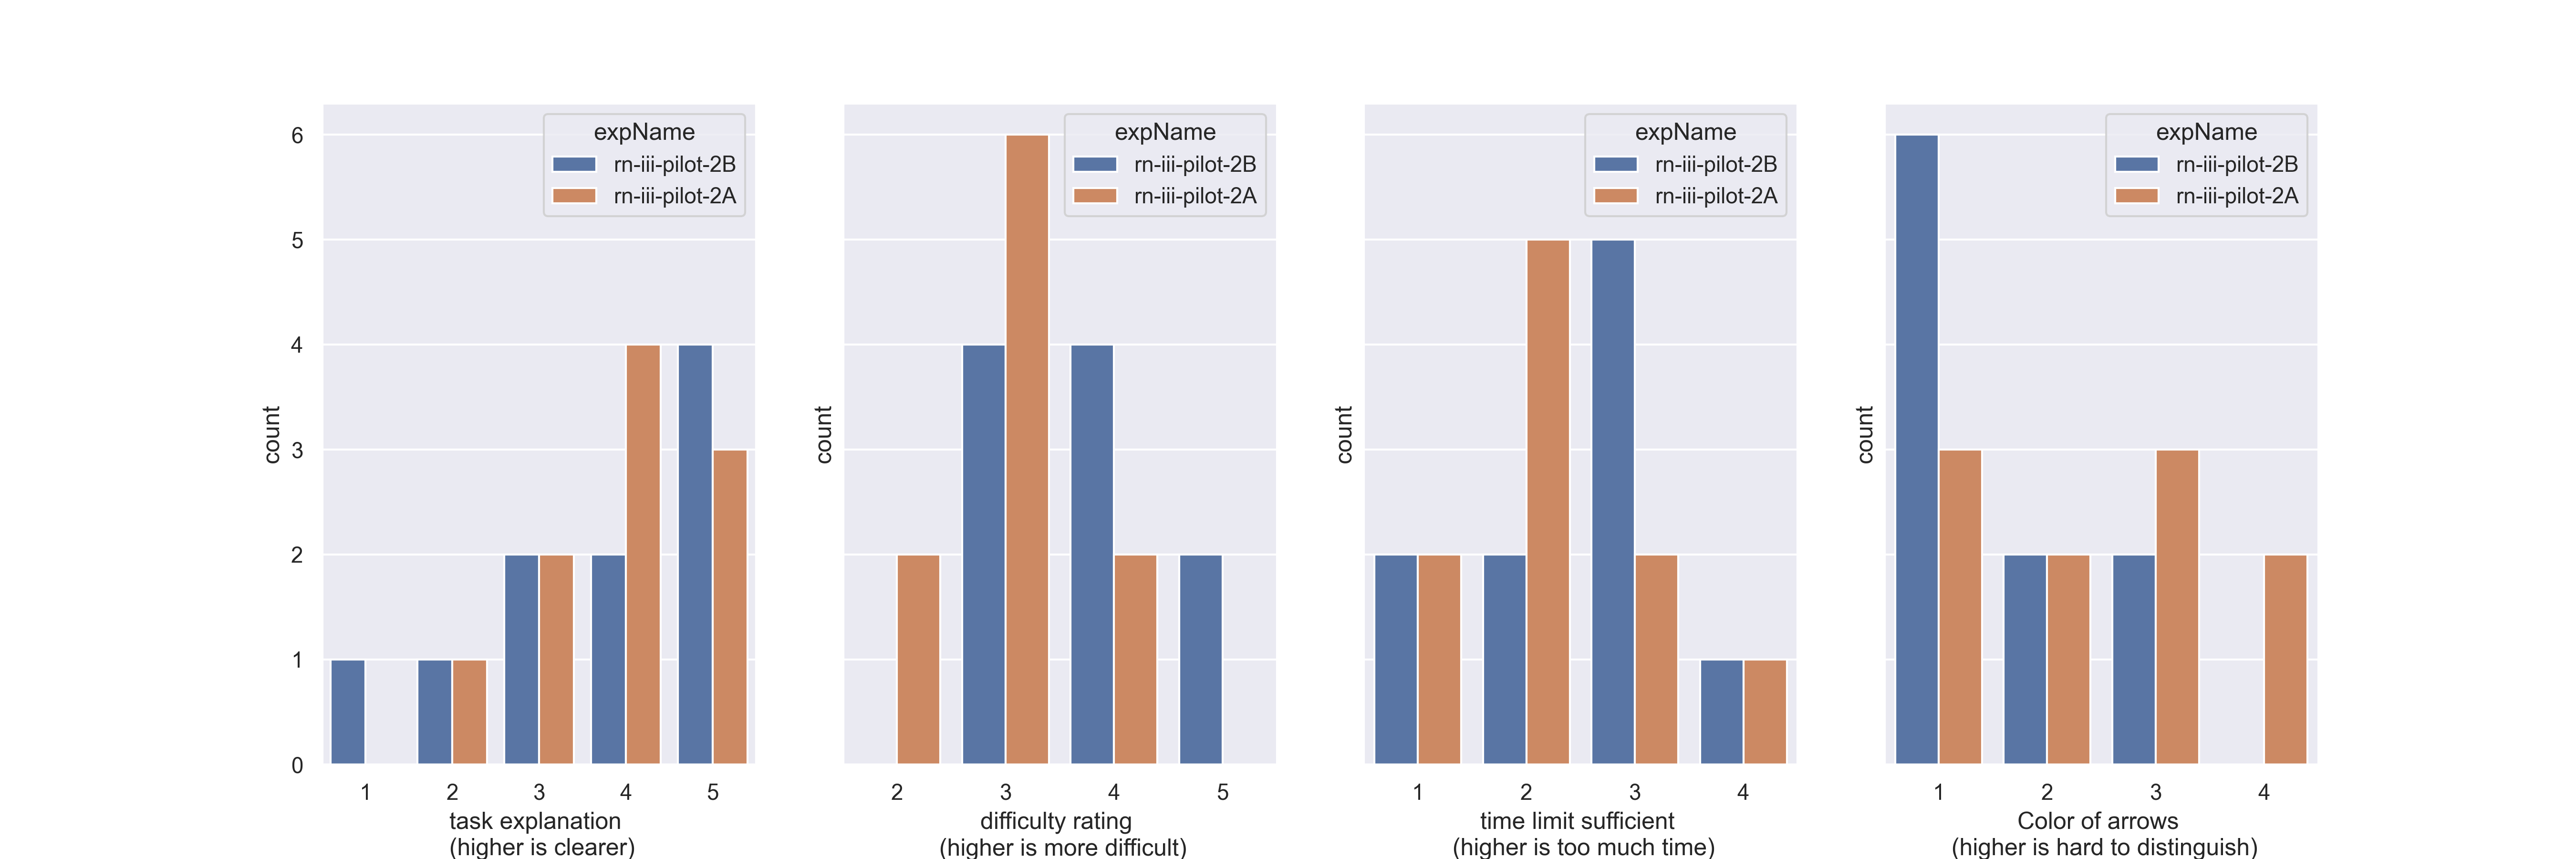 expName
rn-iii-pilot-2B
rn-iii-pilot-2A
count
6
5
4
3
2
1
0
1 2 3 4 5
task explanation
(higher is clearer)
expName
rn-iii-pilot-2B
rn-iii-pilot-2A
count
2 3 4 5
difficulty rating
(higher is more difficult)
expName
rn-iii-pilot-2B
rn-iii-pilot-2A
count
1 2 3 4
time limit sufficient
(higher is too much time)
expName
rn-iii-pilot-2B
rn-iii-pilot-2A
count
1 2 3 4
Color of arrows
(higher is hard to distinguish)